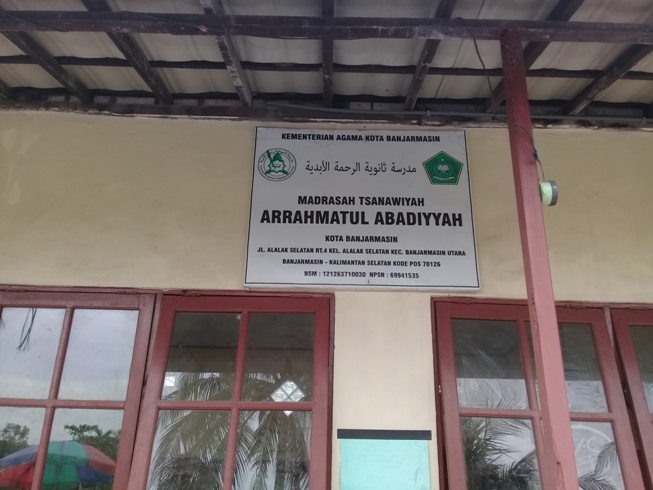 KEMENTERIAN AGAMA KOTA BANJARMASIN
مدرسة ثانوية الرحمة الأبدية
MADRASAH TSANAWIYAH
ARRAHMATUL ABADIYYAH
KOTA BANJARMASIN
JL. ALALAK SELATAN RT.4 KEL. ALALAK SELATAN KEC. BANJARMASIN UTARA
BANJARMASIN - KALIMANTAN SELATAN KODE POS 70126
NSM : 121263710030 NPSN : 69941535